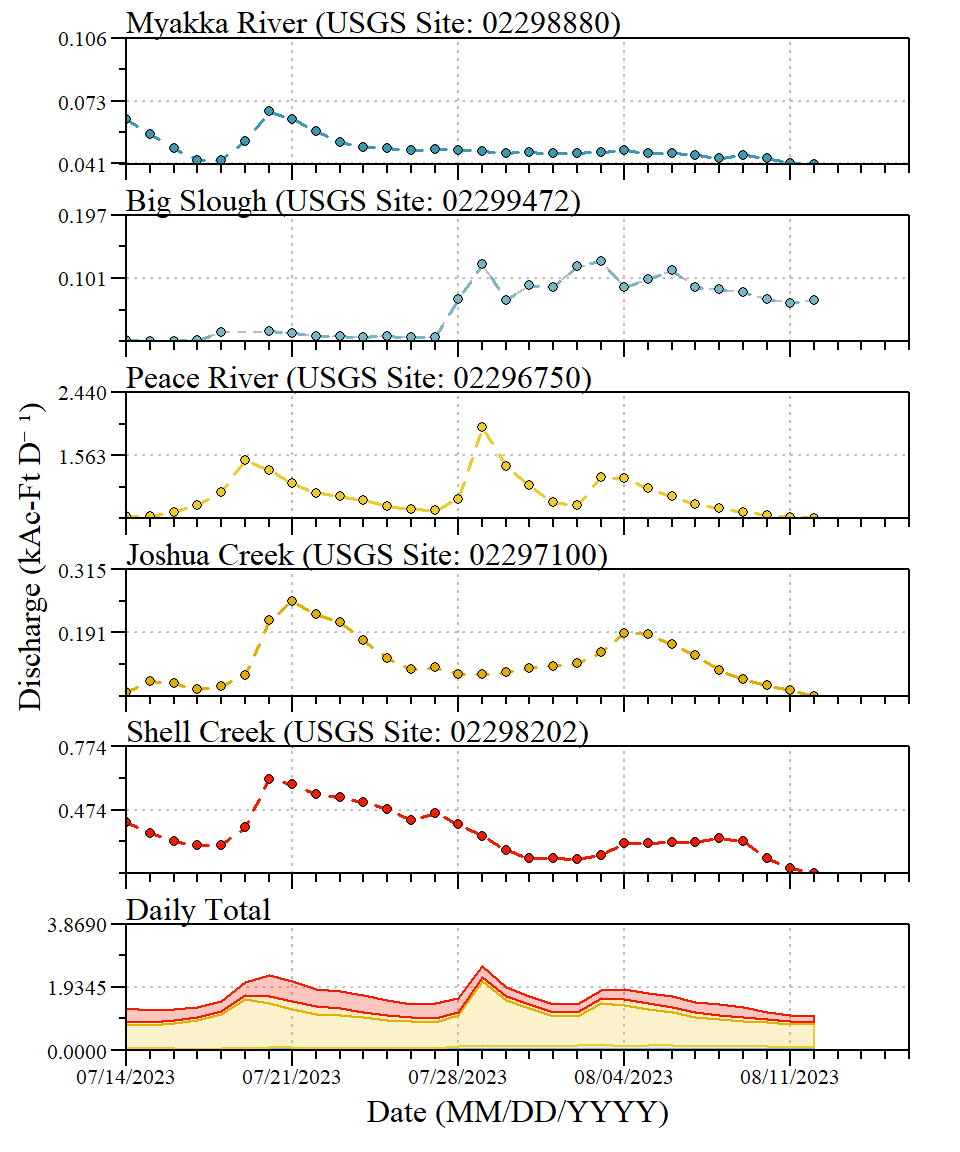 Myakka River (USGS Site: 02298880)
0.106
0.073
0.041
Big Slough (USGS Site: 02299472)
0.197
0.101
Peace River (USGS Site: 02296750)
2.440
1.563
Joshua Creek (USGS Site: 02297100)
0.315
0.191
Shell Creek (USGS Site: 02298202)
0.774
0.474
Daily Total
3.8690
1.9345
0.0000
Discharge (kAc-Ft D⁻¹)
07/14/2023 07/21/2023 07/28/2023 08/04/2023 08/11/2023
Date (MM/DD/YYYY)